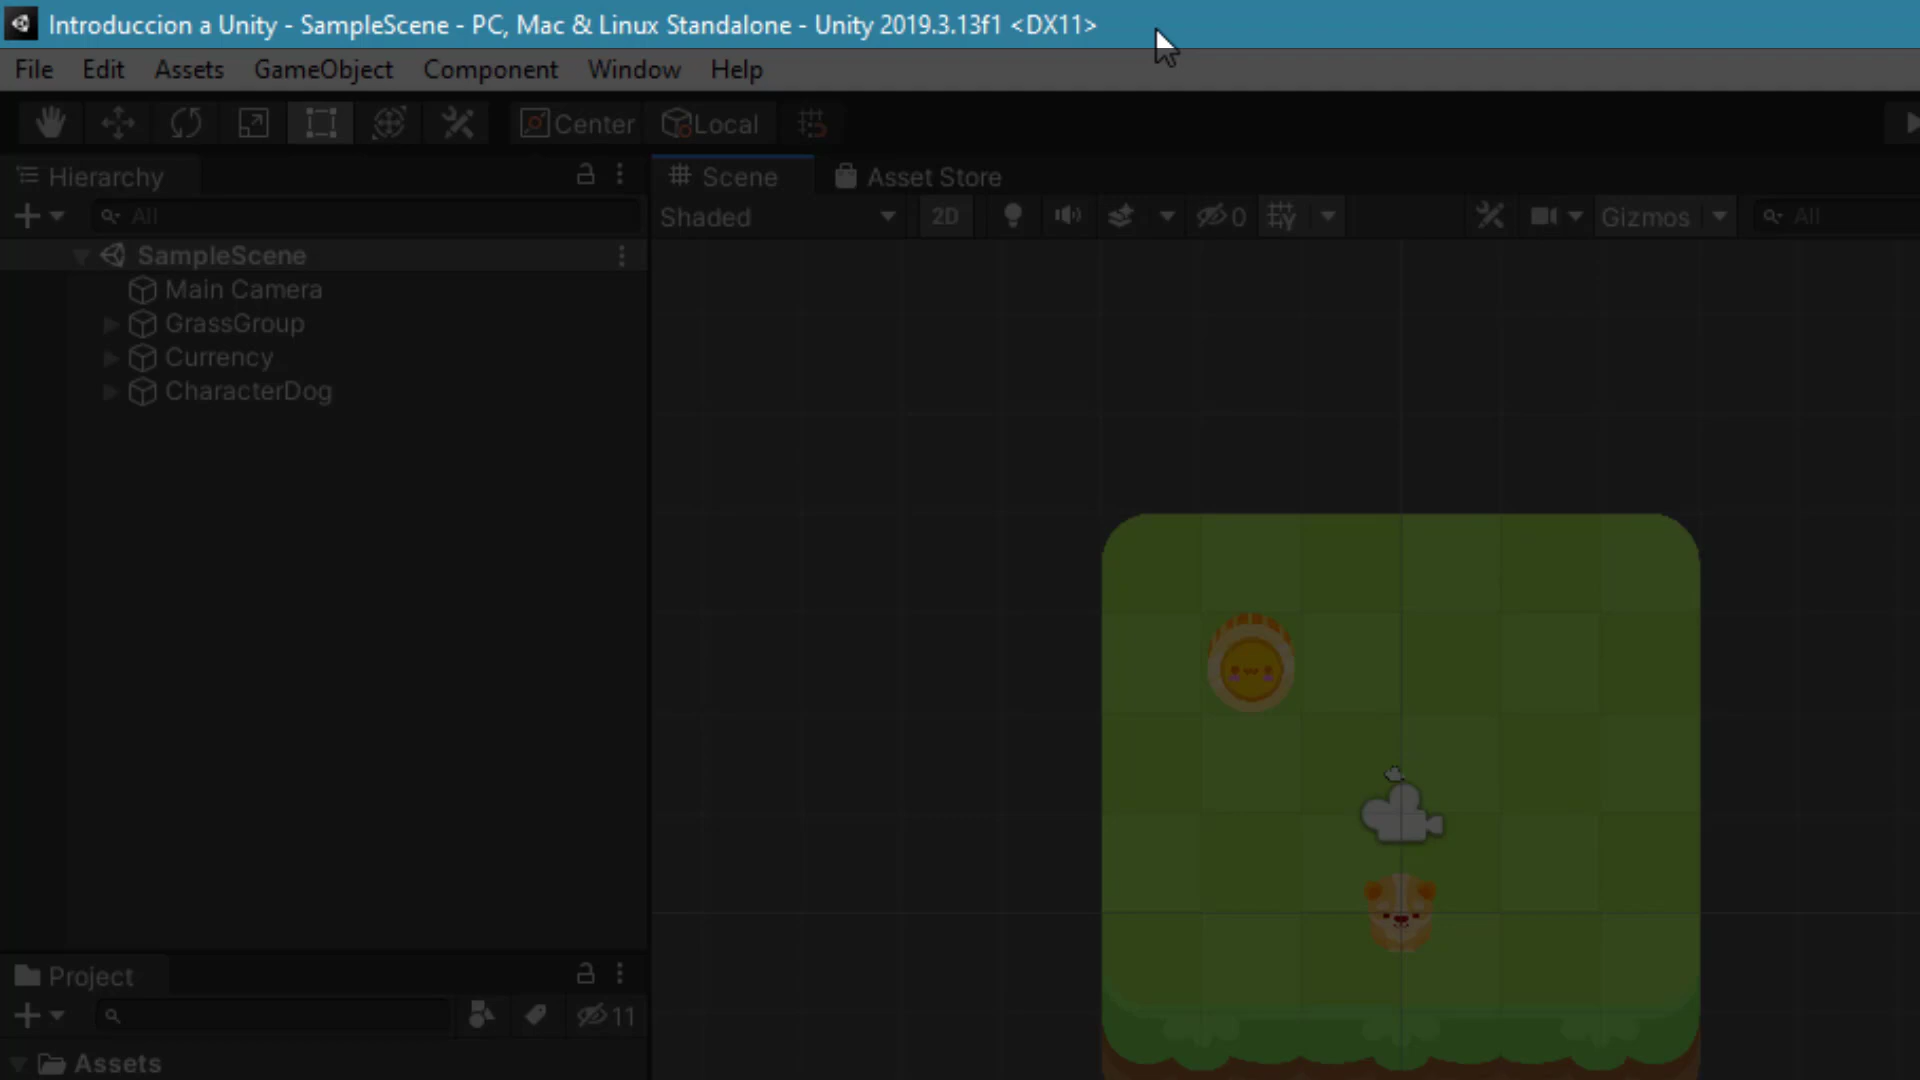 Introduccion a Unity - SampleScene - PC, Mac & Linux Standalone - Unity 2019.3.13f1 <DX11>
File Edit Assets GameObject Component Window Help
Center Local
Hierarchy
Scene Asset Store
All
Shaded 2D 0 Gizmos All
SampleScene
Main Camera
GrassGroup
Currency
CharacterDog
Project
11
Assets